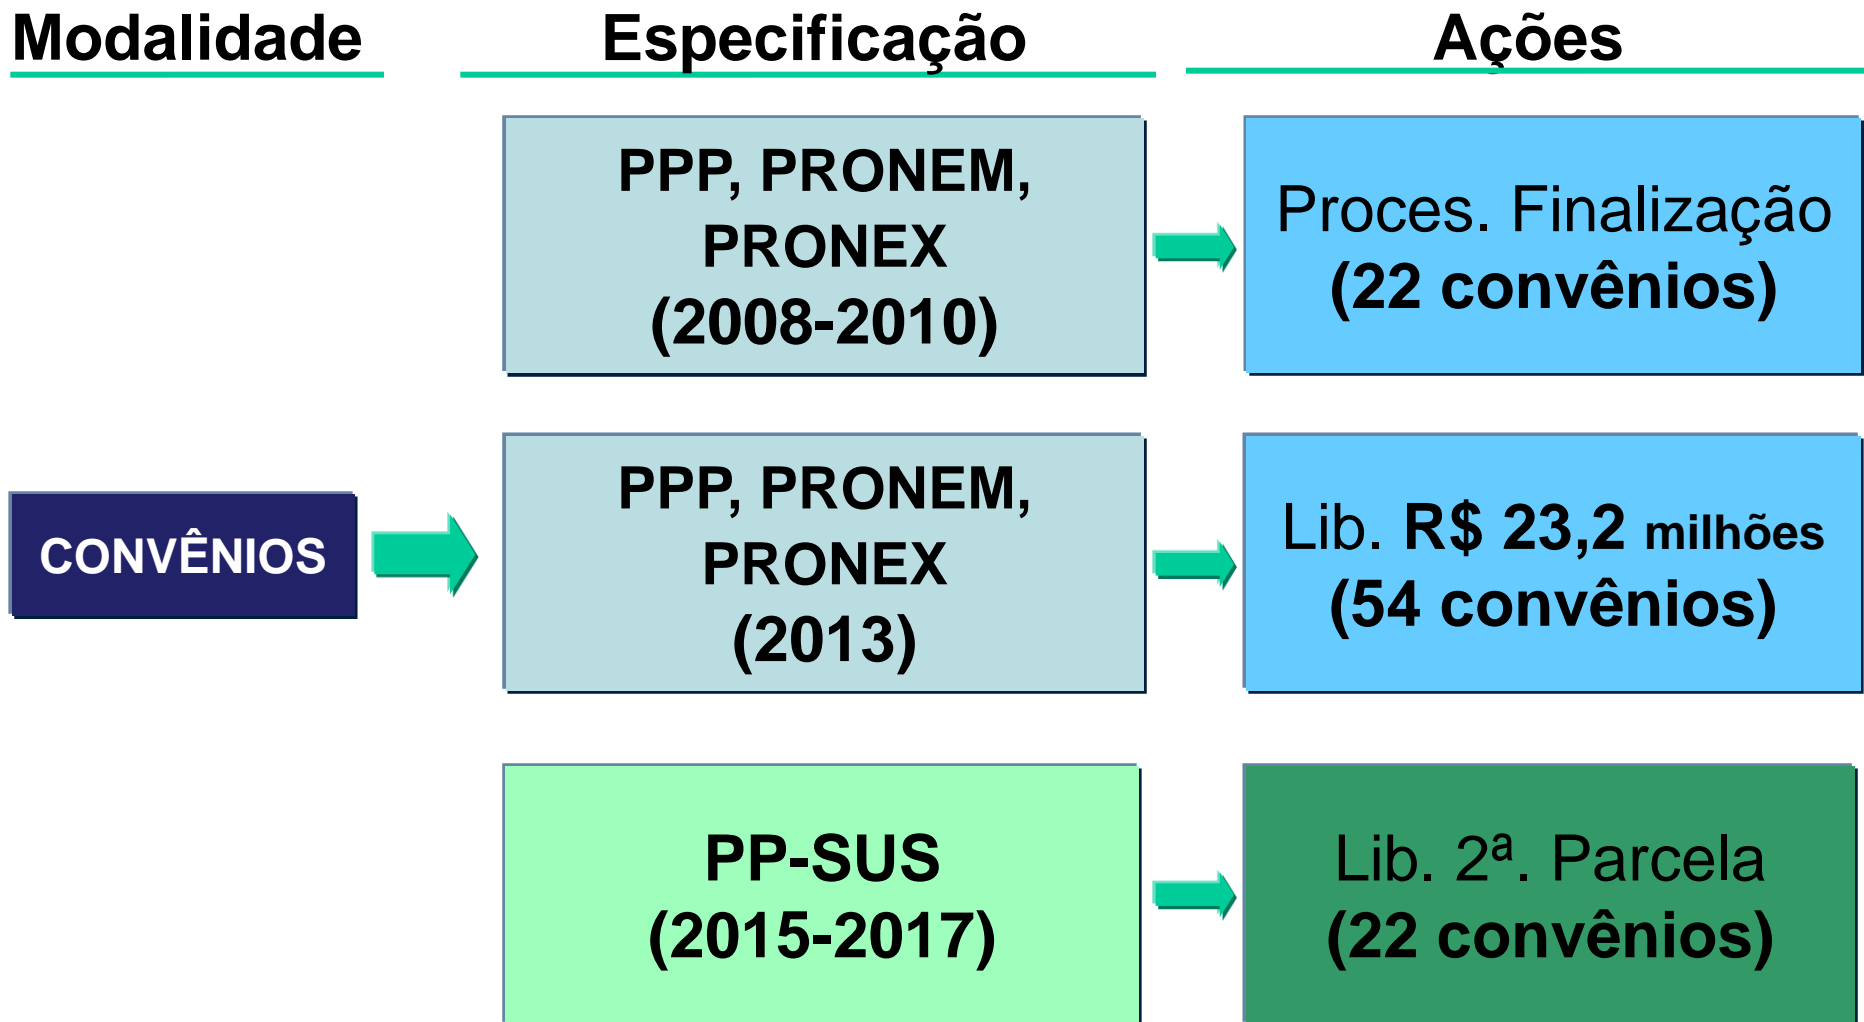 Modalidade
Especificação
Ações
PPP, PRONEM,
PRONEX
(2008-2010)
Proces. Finalização
(22 convênios)
CONVÊNIOS
PPP, PRONEM,
PRONEX
(2013)
Lib. R$ 23,2 milhões
(54 convênios)
PP-SUS
(2015-2017)
Lib. 2ª. Parcela
(22 convênios)